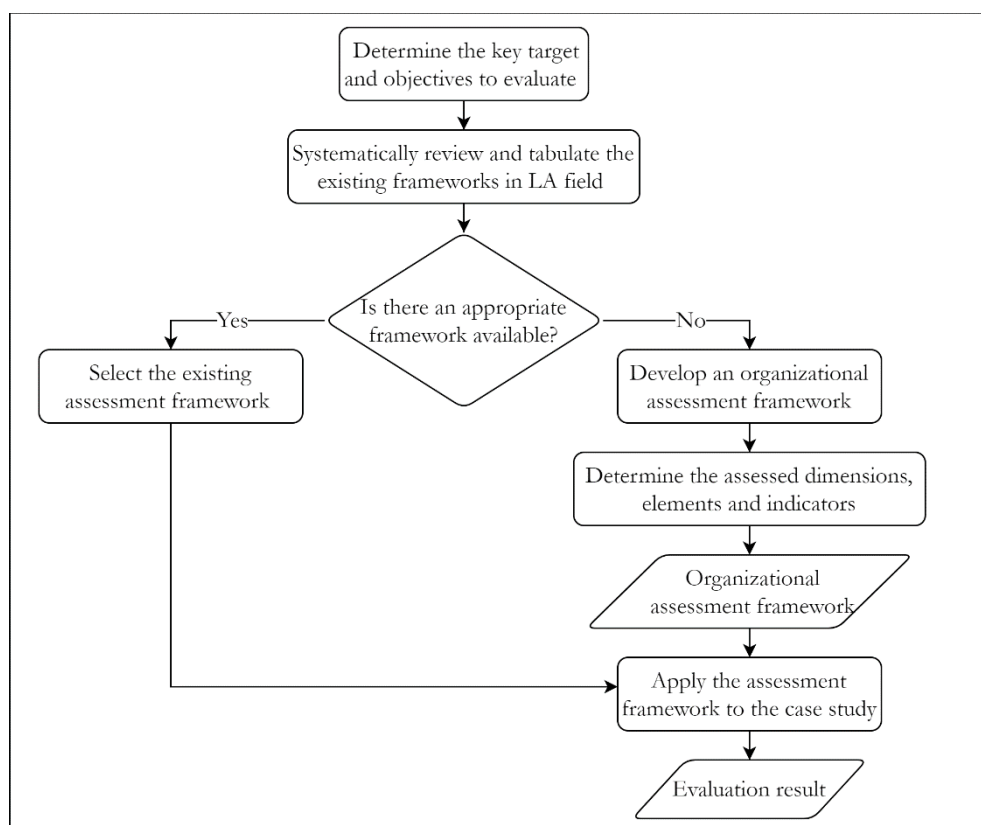 Determine the key target
and objectives to evaluate
Systematically review and tabulate the
existing frameworks in LA field
Is there an appropriate
framework available?
Yes
No
Select the existing
assessment framework
Develop an organizational
assessment framework
Determine the assessed dimensions,
elements and indicators
Organizational
assessment framework
Apply the assessment
framework to the case study
Evaluation result